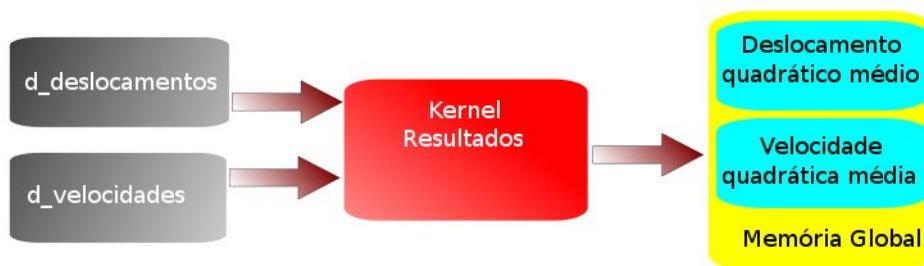 d_deslocamentos
d_velocidades
Kernel
Resultados
Deslocamento
quadrático médio
Velocidade
quadrática média
Memória Global